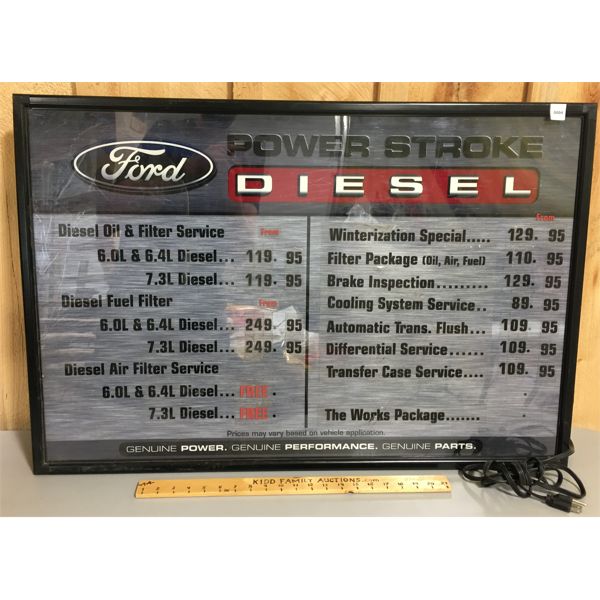 Ford
POWER STROKE
DIESEL
From
Diesel Oil & Filter Service From
6.0L & 6.4L Diesel... 119. 95
7.3L Diesel... 119. 95
Diesel Fuel Filter From
6.0L & 6.4L Diesel... 249. 95
7.3L Diesel... 249. 95
Diesel Air Filter Service
6.0L & 6.4L Diesel... FREE .
7.3L Diesel... FREE .
Winterization Special..... 129. 95
Filter Package (Oil, Air, Fuel) 110. 95
Brake Inspection......... 129. 95
Cooling System Service.. 89. 95
Automatic Trans. Flush... 109. 95
Differential Service...... 109. 95
Transfer Case Service.... 109. 95
.
The Works Package....... .
Prices may vary based on vehicle application.
GENUINE POWER. GENUINE PERFORMANCE. GENUINE PARTS.
KIDD FAMILY AUCTIONS.com